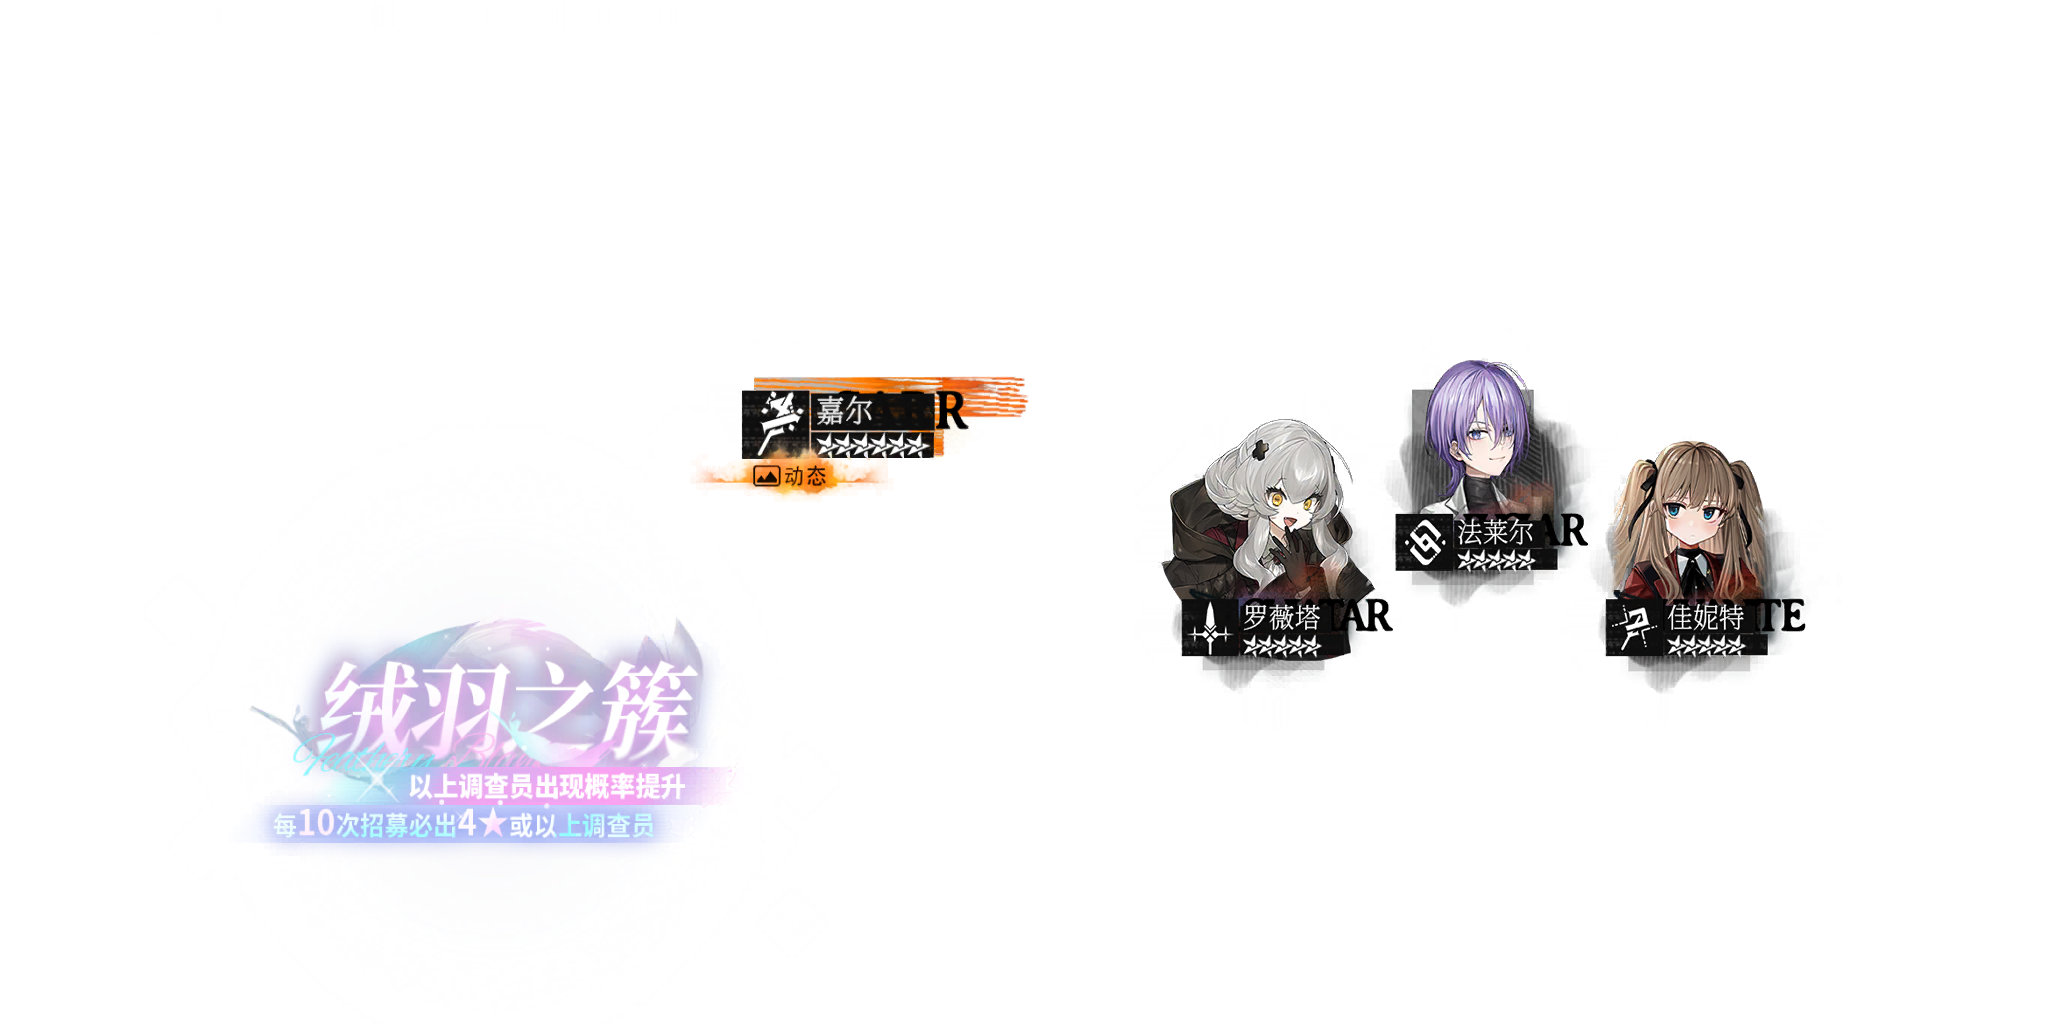 嘉尔
动态
法莱尔
罗薇塔
佳妮特
绒羽之簇
以上调查员出现概率提升
每10次招募必出4★或以上调查员